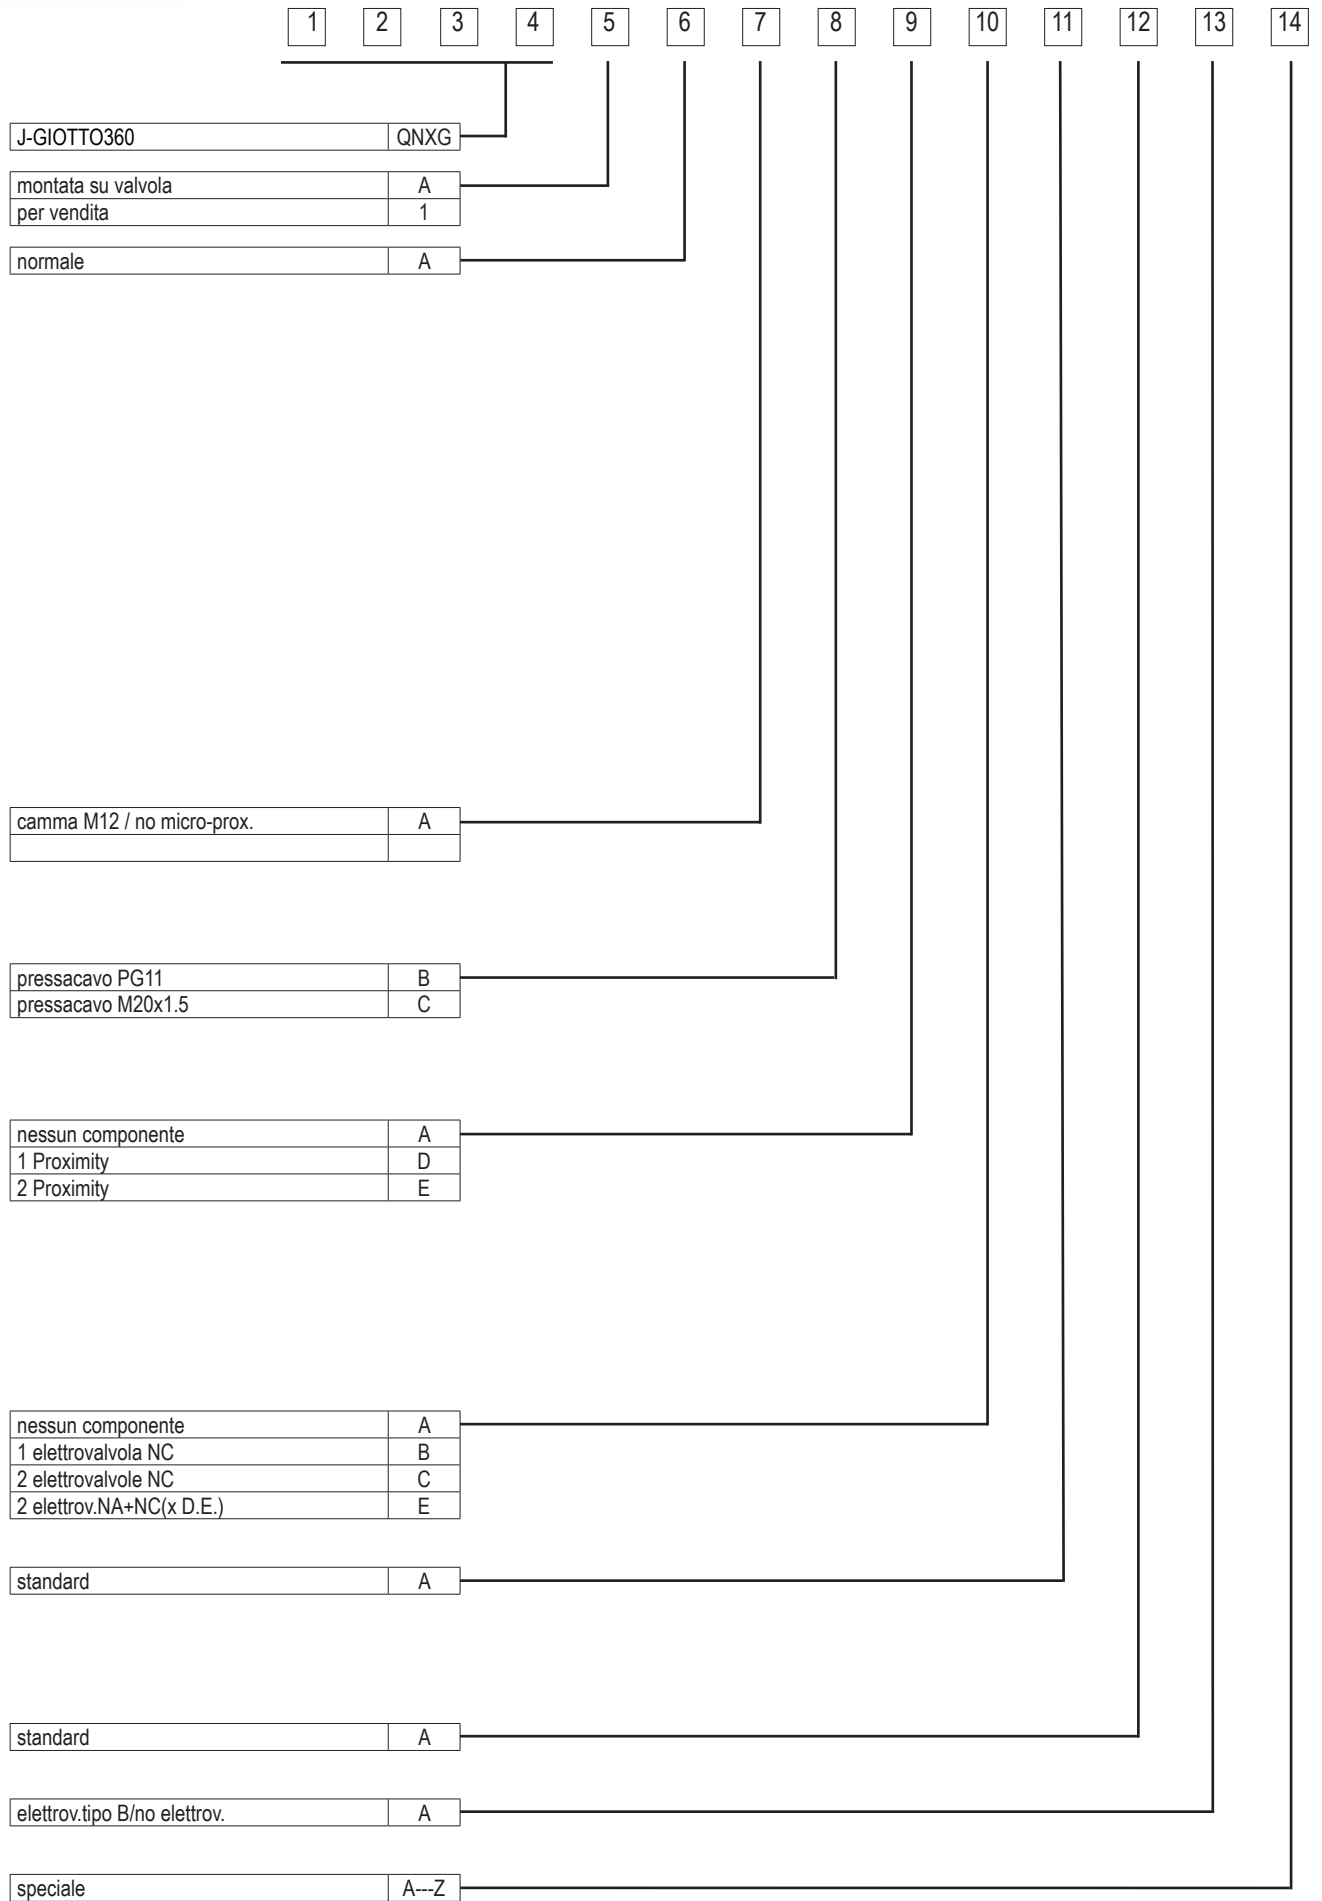 1 2 3 4 5 6 7 8 9 10 11 12 13 14
J-GIOTTO360 QNXG
montata su valvola A
per vendita 1
normale A
camma M12 / no micro-prox. A
pressacavo PG11 B
pressacavo M20x1.5 C
nessun componente A
1 Proximity D
2 Proximity E
nessun componente A
1 elettrovalvola NC B
2 elettrovalvole NC C
2 elettrov.NA+NC(x D.E.) E
standard A
standard A
elettrov.tipo B/no elettrov. A
speciale A---Z